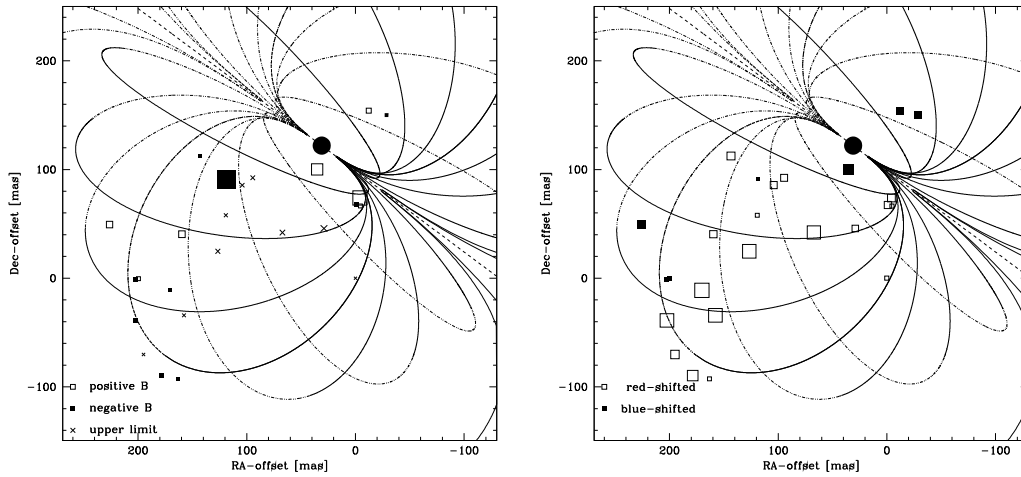 200
100
0
-100
Dec-offset [mas]
positive B
negative B
upper limit
200
100
0
-100
RA-offset [mas]
200
100
0
-100
Dec-offset [mas]
red-shifted
blue-shifted
200
100
0
-100
RA-offset [mas]